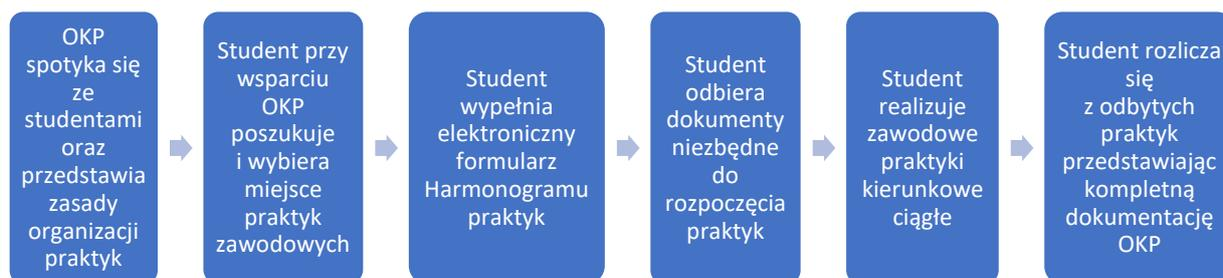 OKP
spotyka się
ze
studentami
oraz
przedstawia
zasady
organizacji
praktyk
Student przy
wsparciu
OKP
poszukuje
i wybiera
miejsce
praktyk
zawodowych
Student
wypełnia
elektroniczny
formularz
Harmonogramu
praktyk
Student
odbiera
dokumenty
niezbędne
do
rozpoczęcia
praktyk
Student
realizuje
zawodowe
praktyki
kierunkowe
ciągłe
Student rozlicza
się
z odbytych
praktyk
przedstawiając
kompletną
dokumentację
OKP